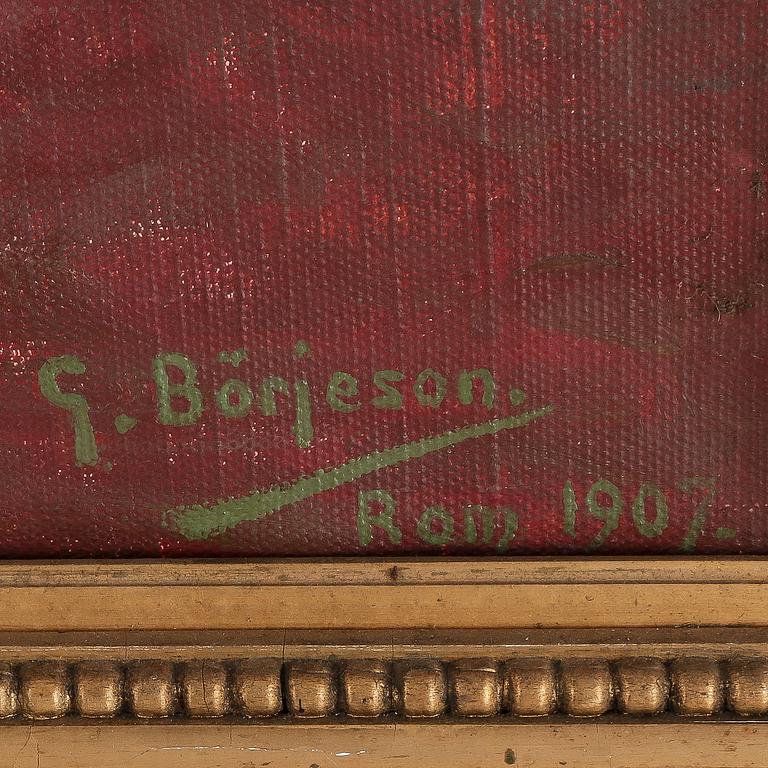 G. Börjeson.
Rom 1907.